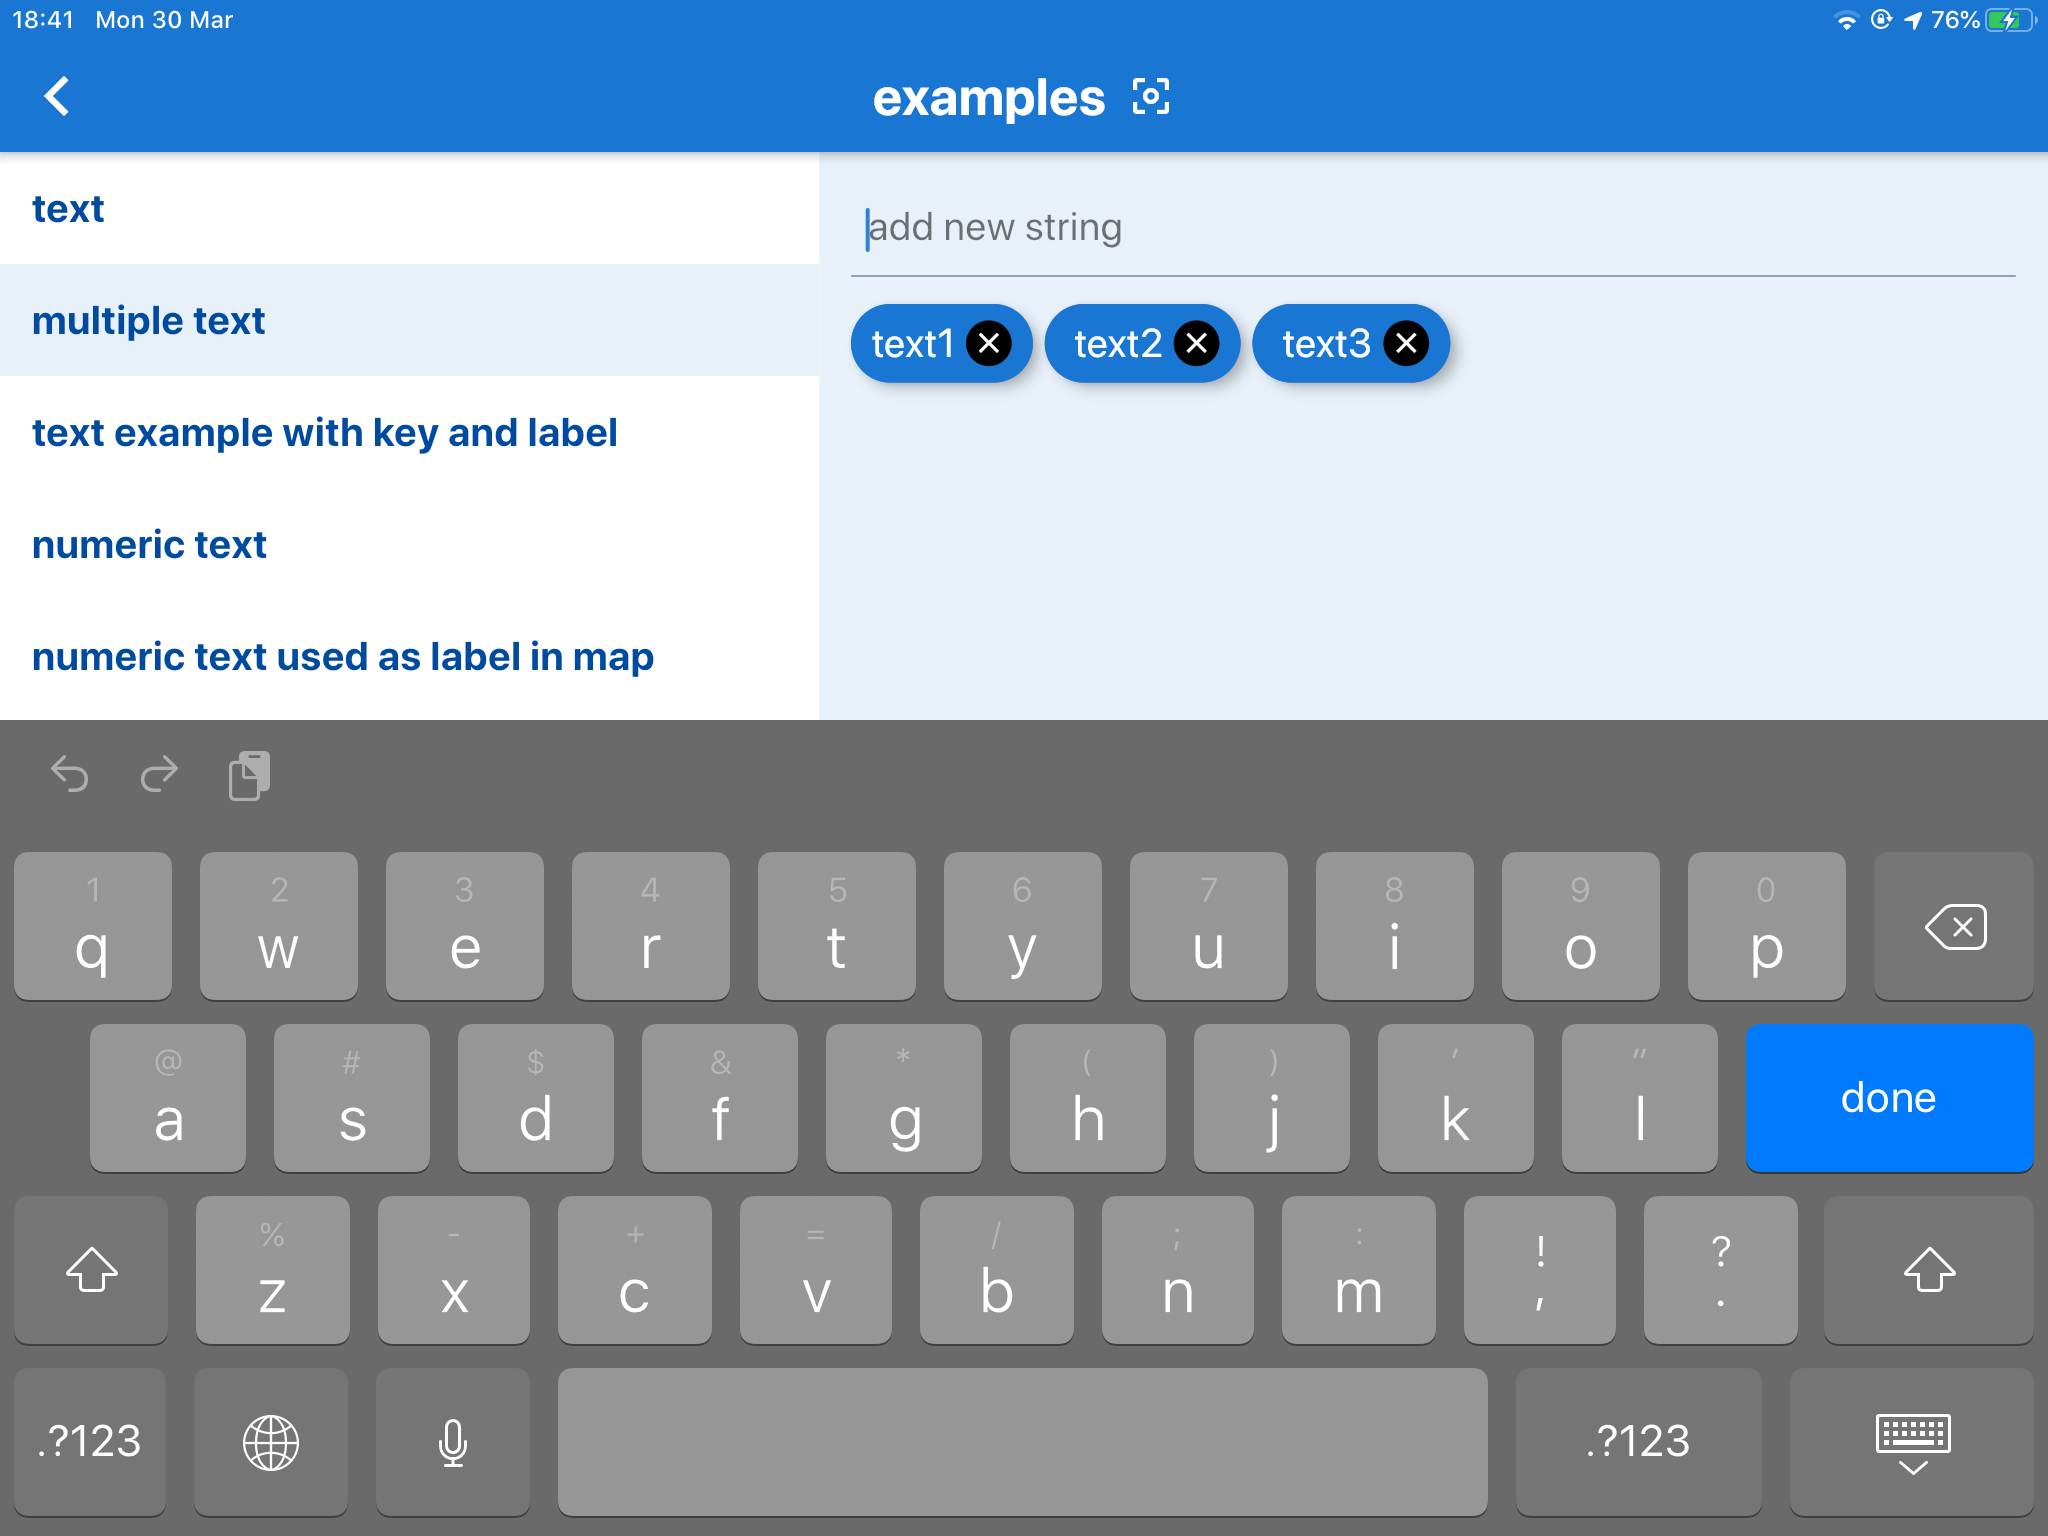 18:41 Mon 30 Mar 76%
examples
text
multiple text
text example with key and label
numeric text
numeric text used as label in map
add new string
text1 text2 text3
1 2 3 4 5 6 7 8 9 0
q w e r t y u i o p
@ # $ & * ( ) ' "
a s d f g h j k l done
% - + = / ; : ! ?
z x c v b n m , .
.?123 .?123